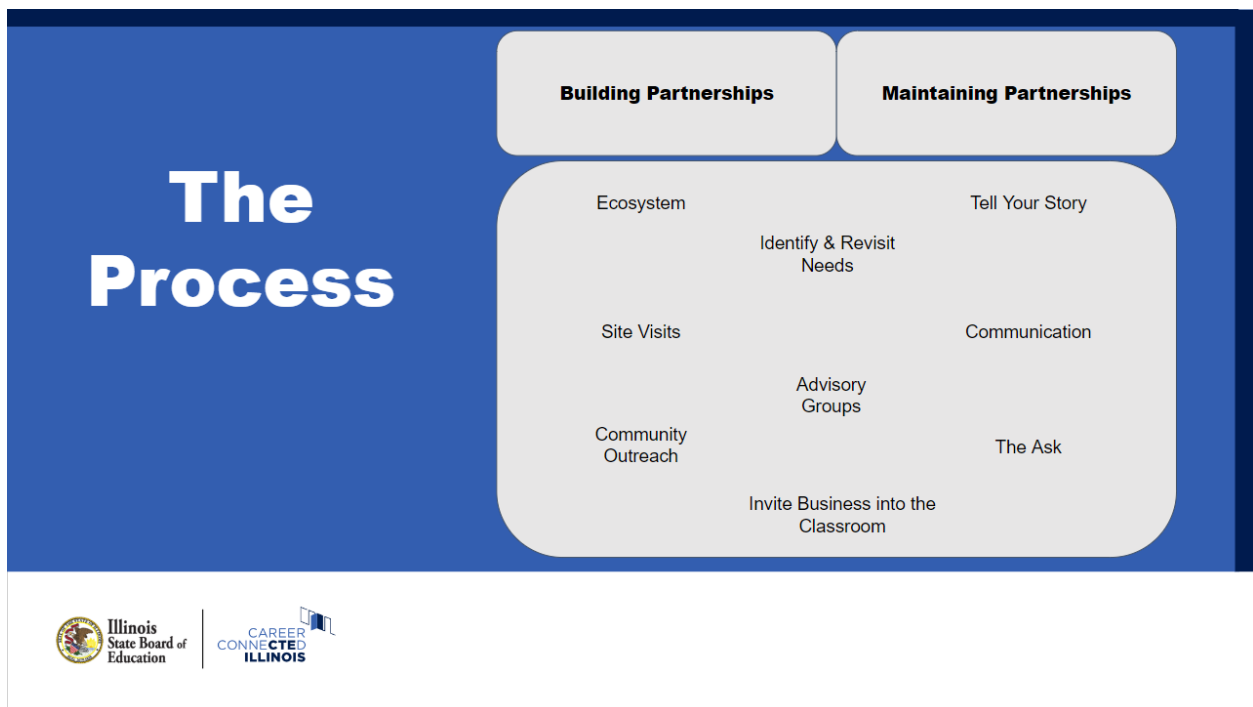 The
Process
Building Partnerships
Maintaining Partnerships
Ecosystem
Tell Your Story
Identify & Revisit
Needs
Site Visits
Communication
Advisory
Groups
Community
Outreach
The Ask
Invite Business into the
Classroom
Illinois
State Board of
Education
CAREER
CONNECTED
ILLINOIS